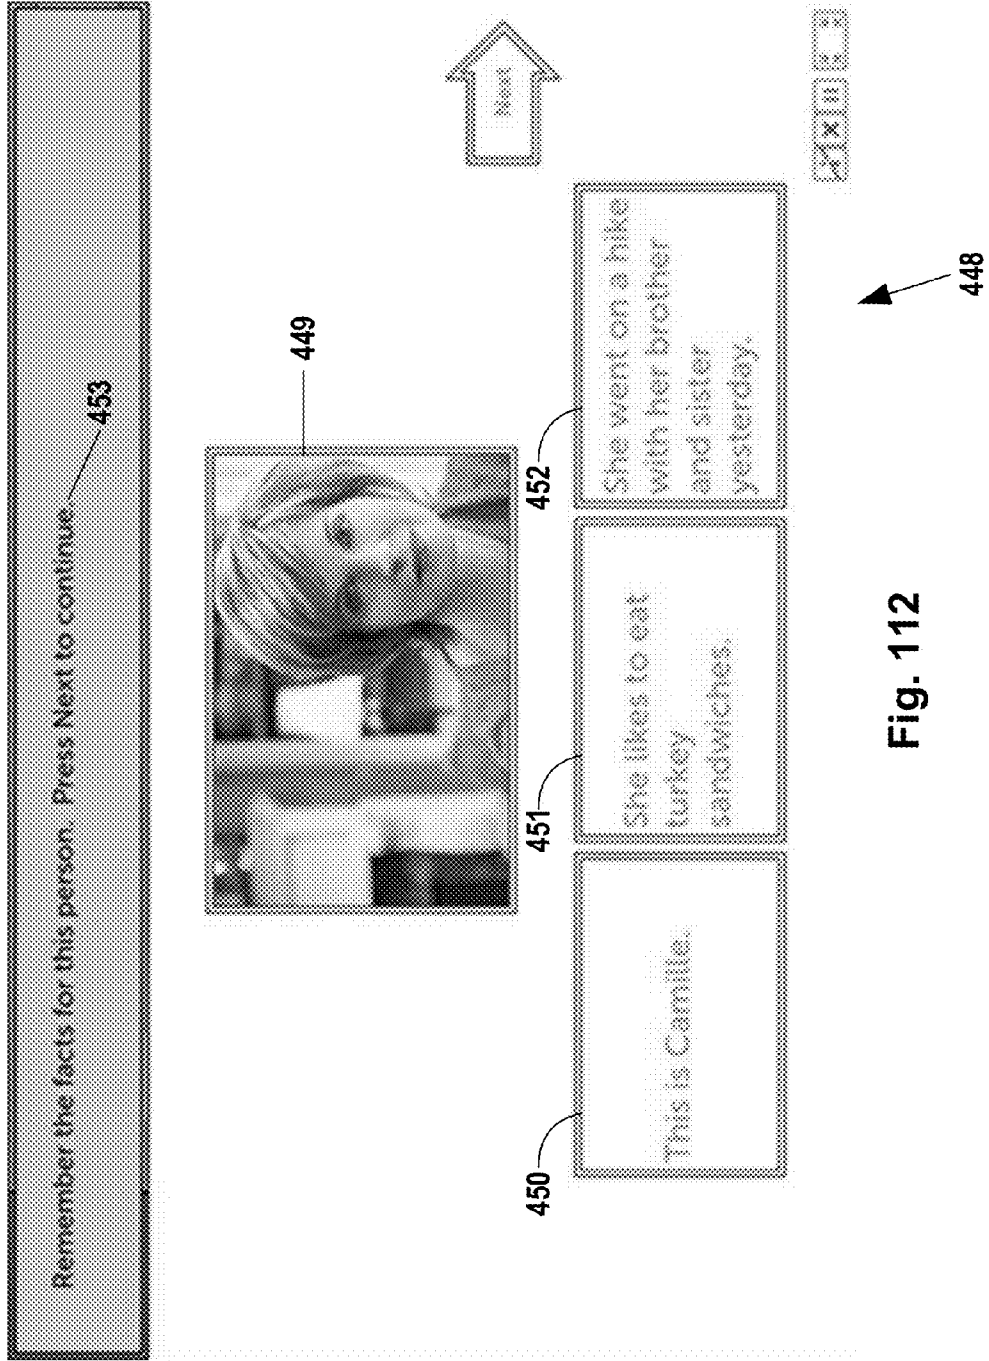 Remember the facts for this person. Press Next to continue
453
449
Next
450
451
452
This is Camille.
She likes to eat
turkey
sandwiches.
She went on a hike
with her brother
and sister
yesterday.
448
Fig. 112